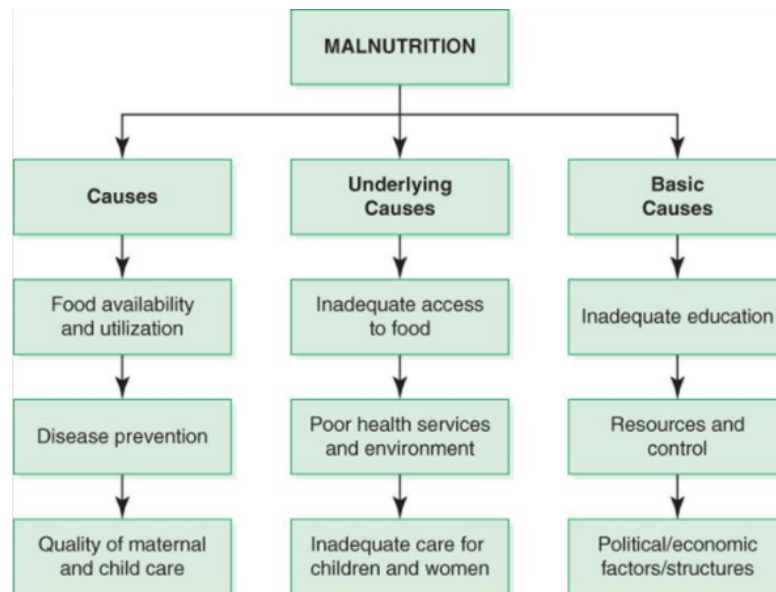 MALNUTRITION
Causes
Underlying
Causes
Basic
Causes
Food availability
and utilization
Inadequate access
to food
Inadequate education
Disease prevention
Poor health services
and environment
Resources and
control
Quality of maternal
and child care
Inadequate care for
children and women
Political/economic
factors/structures